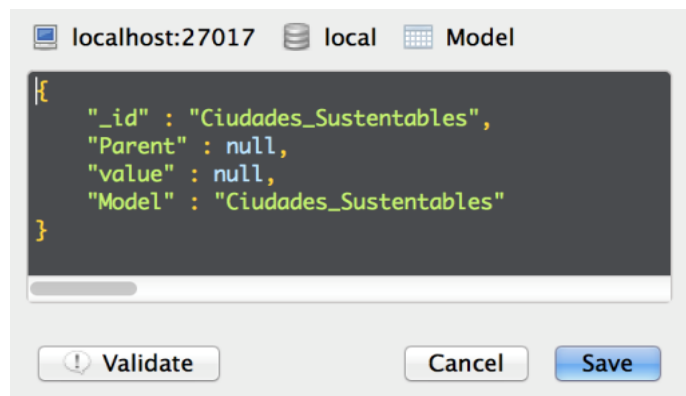 localhost:27017 local Model
{
"_id" : "Ciudades_Sustentables",
"Parent" : null,
"value" : null,
"Model" : "Ciudades_Sustentables"
}
Validate Cancel Save